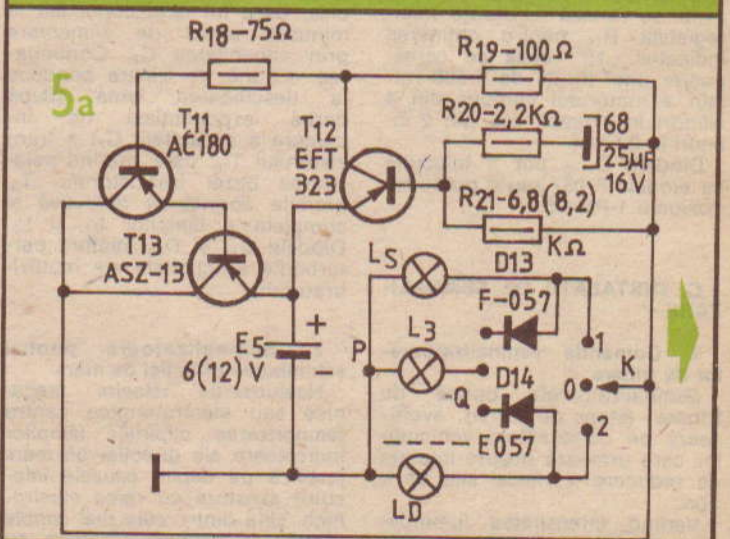 5a
R18-75Ω
R19-100Ω
R20-2,2KΩ
68
25μF
16V
R21-6,8(8,2)
KΩ
T11
AC180
T12
EFT
323
T13
ASZ-13
E5
6(12) V
+
P
Q
LS
L3
LD
D13
F-057
D14
F057
1
0
2
K